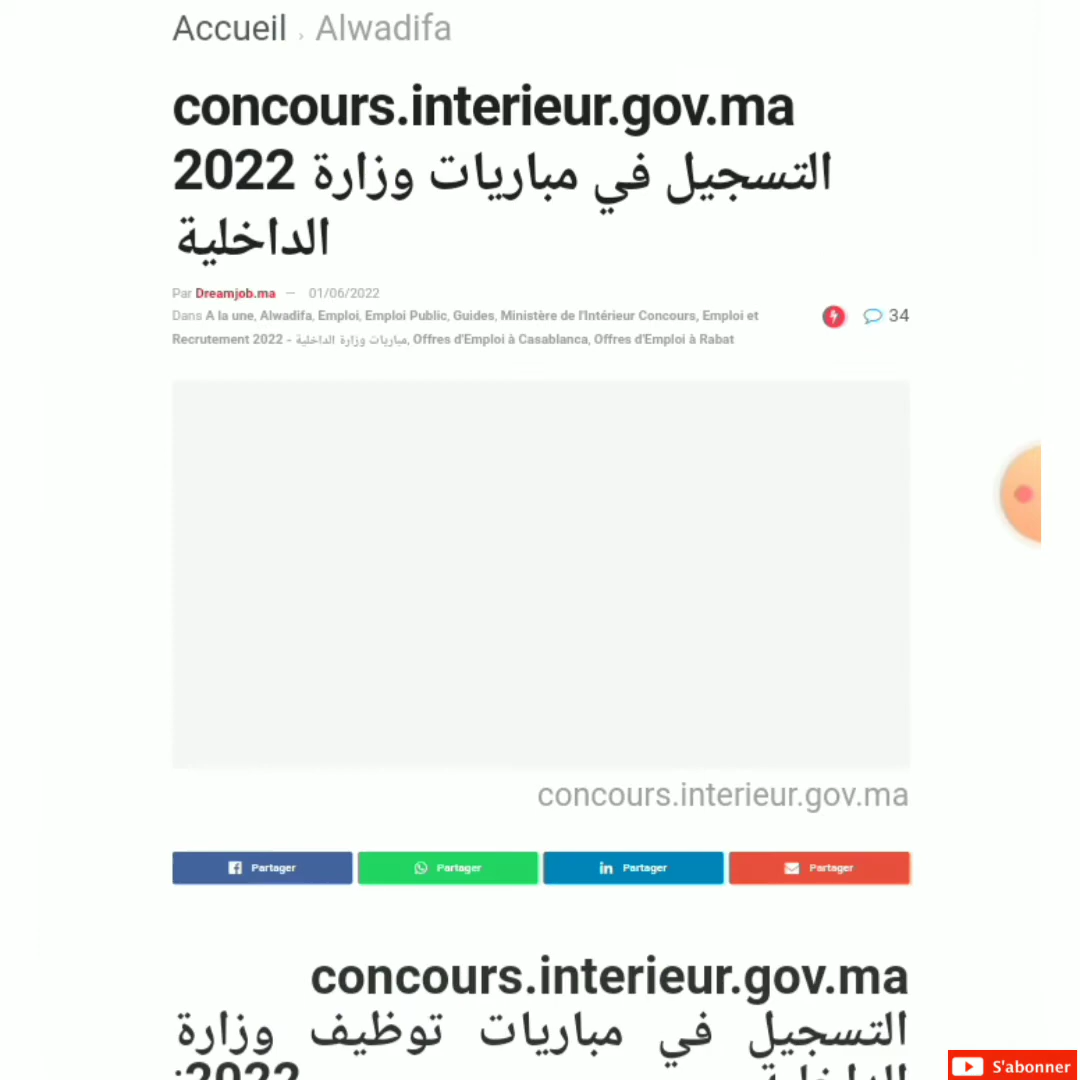 Accueil › Alwadifa
concours.interieur.gov.ma
التسجيل في مباريات وزارة 2022
الداخلية
Par Dreamjob.ma — 01/06/2022
Dans A la une, Alwadifa, Emploi, Emploi Public, Guides, Ministère de l'Intérieur Concours, Emploi et
Recrutement 2022 - مباريات وزارة الداخلية, Offres d'Emploi à Casablanca, Offres d'Emploi à Rabat
34
concours.interieur.gov.ma
Partager Partager Partager Partager
concours.interieur.gov.ma
التسجيل في مباريات توظيف وزارة
الداخلية 2022:
S'abonner